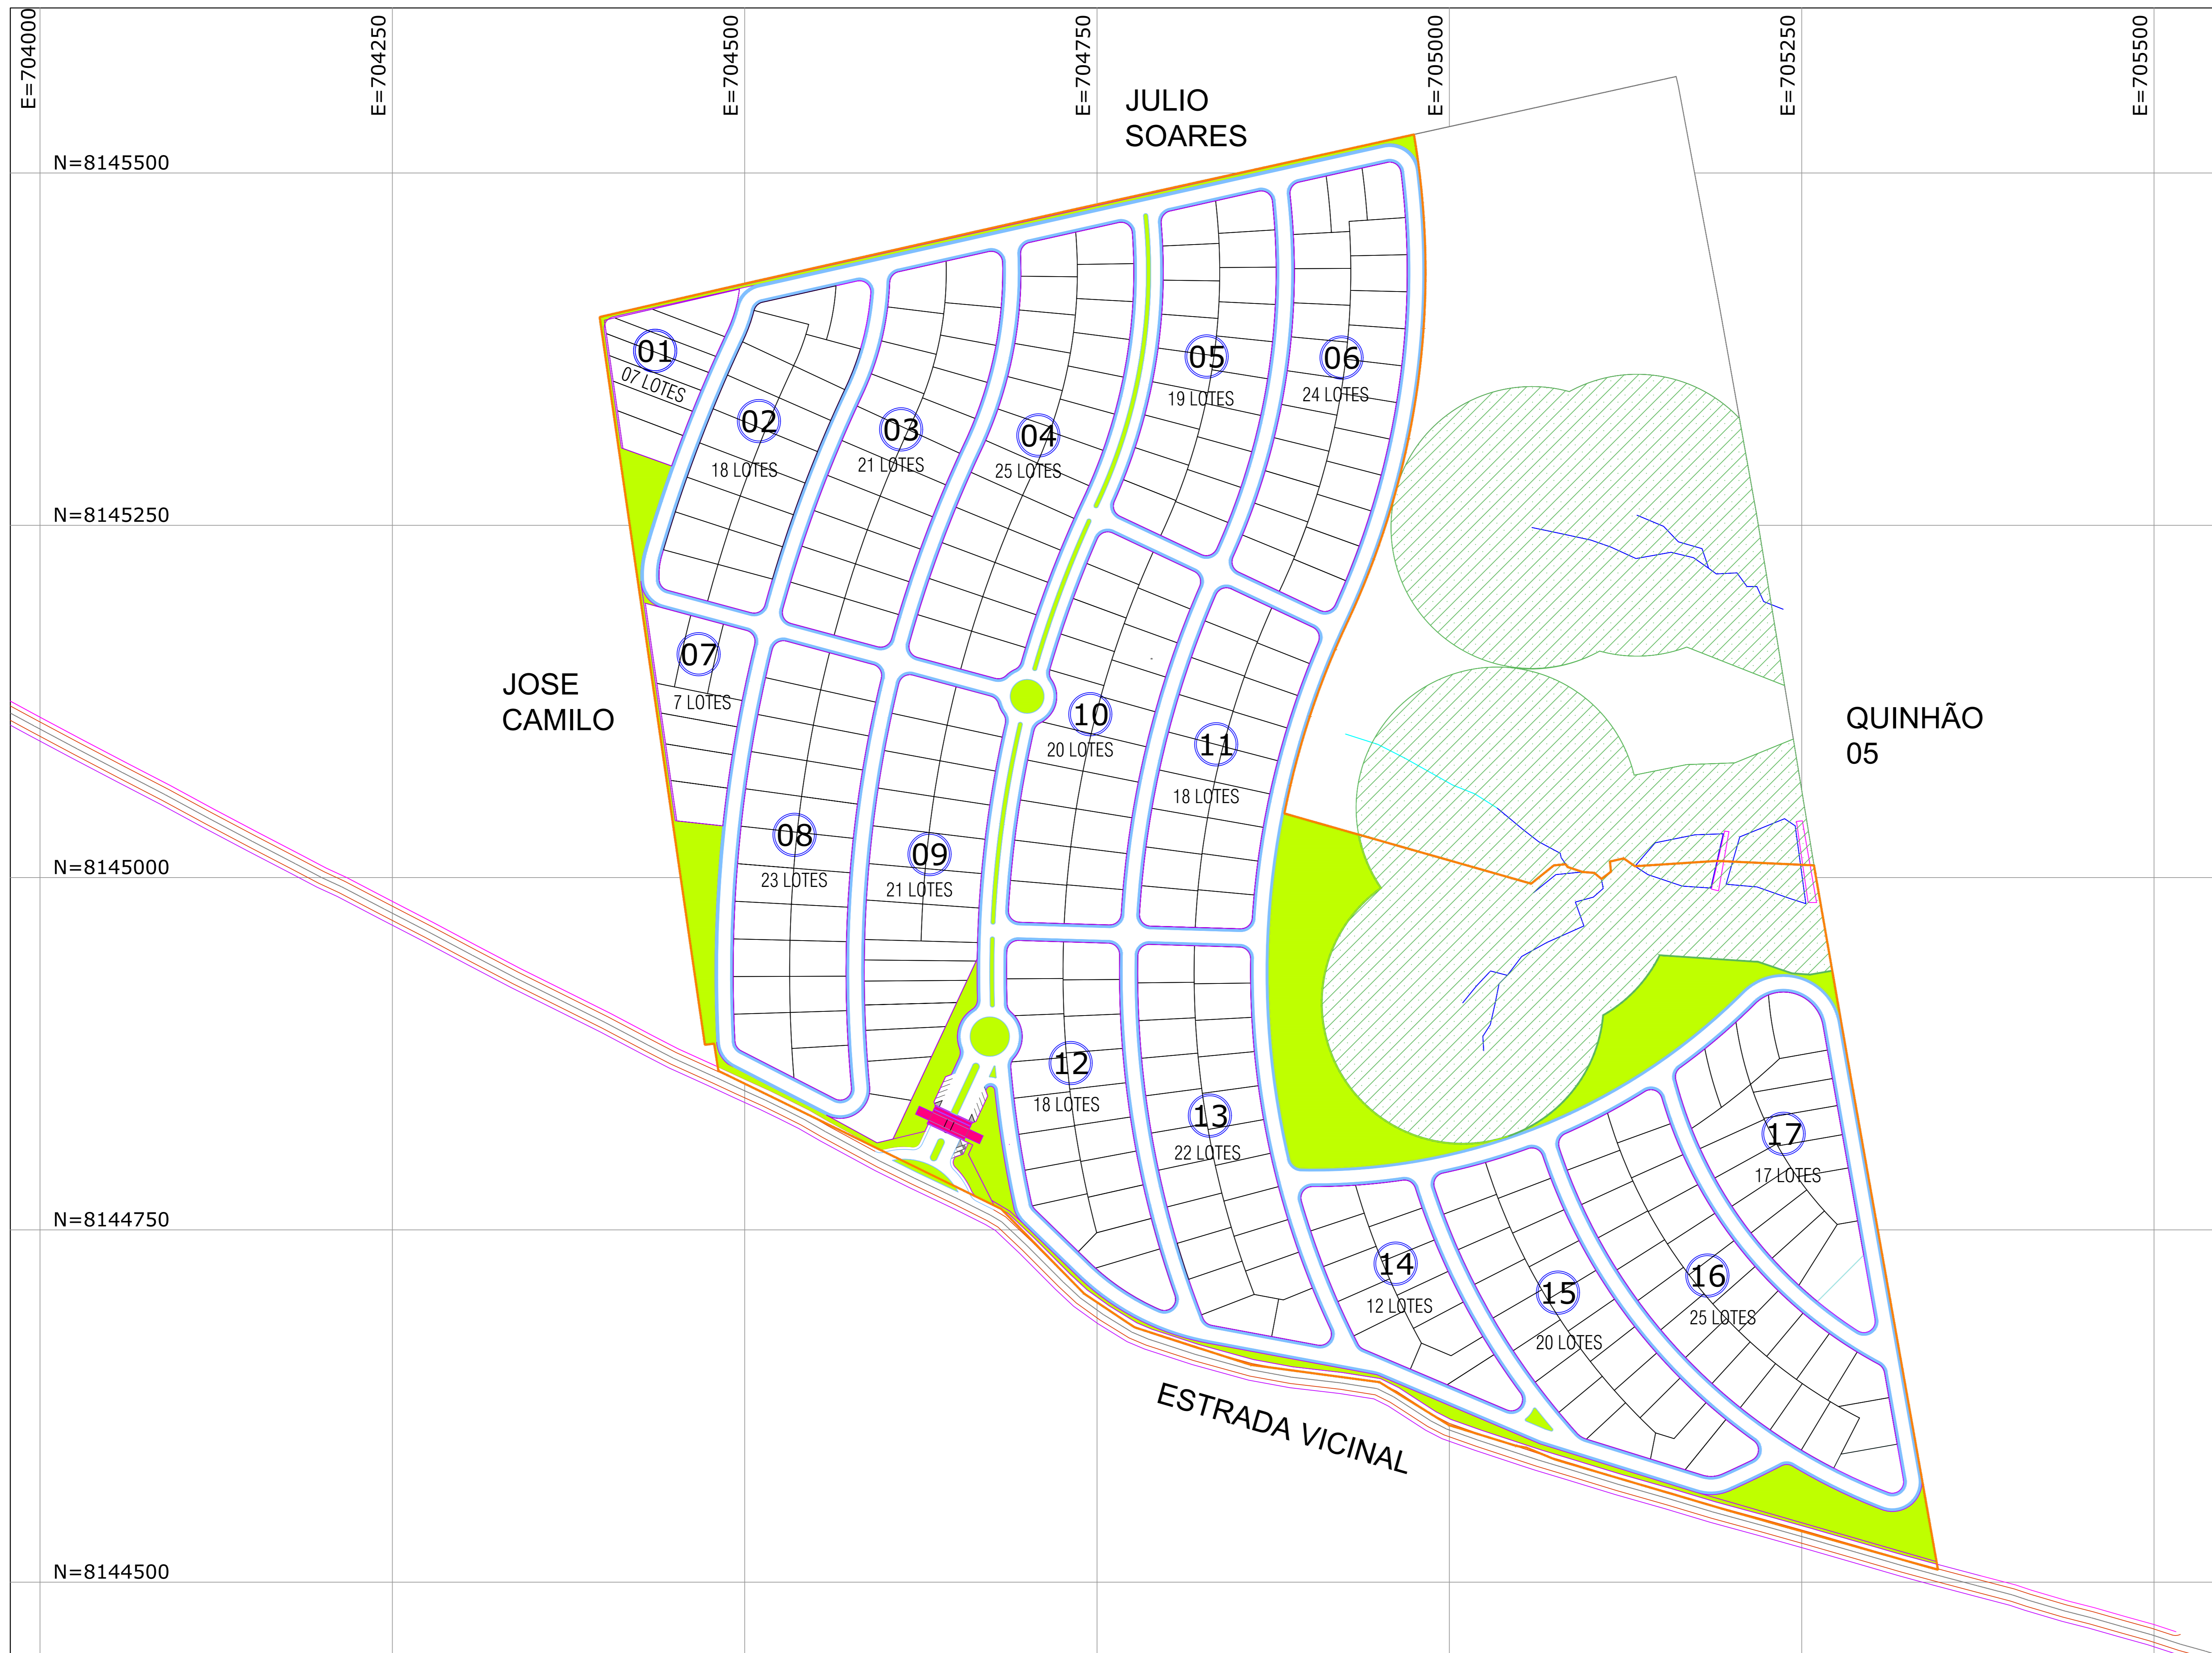 E=704000
E=704250
E=704500
E=704750
E=705000
E=705250
E=705500
JULIO
SOARES
N=8145500
01
07 LOTES
02
18 LOTES
03
21 LOTES
04
25 LOTES
05
19 LOTES
06
24 LOTES
N=8145250
JOSE
CAMILO
07
7 LOTES
08
23 LOTES
09
21 LOTES
10
20 LOTES
11
18 LOTES
QUINHÃO
05
N=8145000
12
18 LOTES
13
22 LOTES
14
12 LOTES
15
20 LOTES
16
25 LOTES
17
17 LOTES
N=8144750
ESTRADA VICINAL
N=8144500